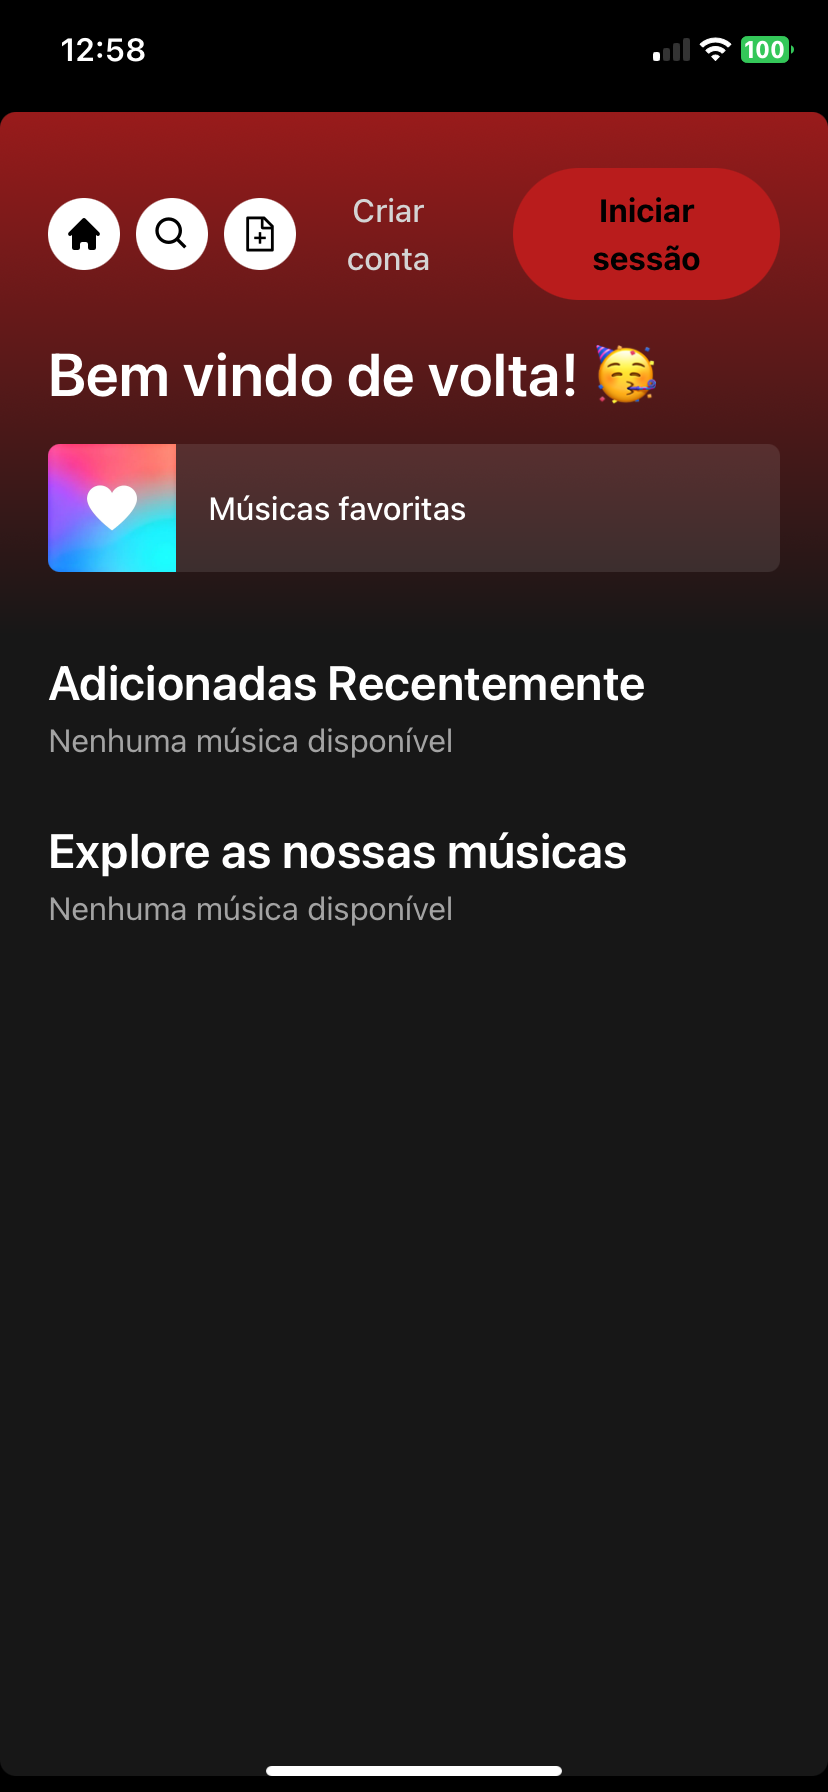 12:58
100
Criar
conta
Iniciar
sessão
Bem vindo de volta! 🥳
Músicas favoritas
Adicionadas Recentemente
Nenhuma música disponível
Explore as nossas músicas
Nenhuma música disponível